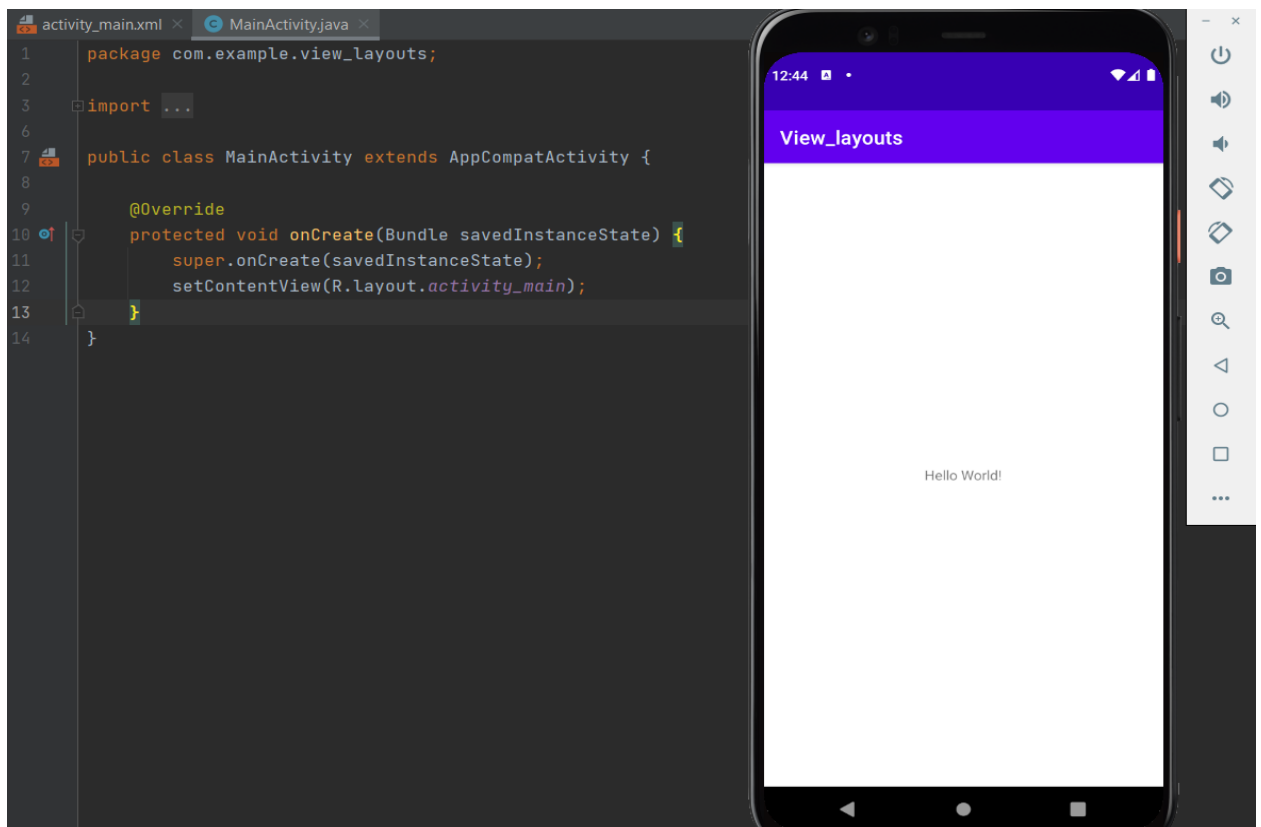 activity_main.xml MainActivity.java
1 package com.example.view_layouts;
2
3 import ...
6
7 public class MainActivity extends AppCompatActivity {
8
9 @Override
10 protected void onCreate(Bundle savedInstanceState) {
11 super.onCreate(savedInstanceState);
12 setContentView(R.layout.activity_main);
13 }
14 }
12:44
View_layouts
Hello World!